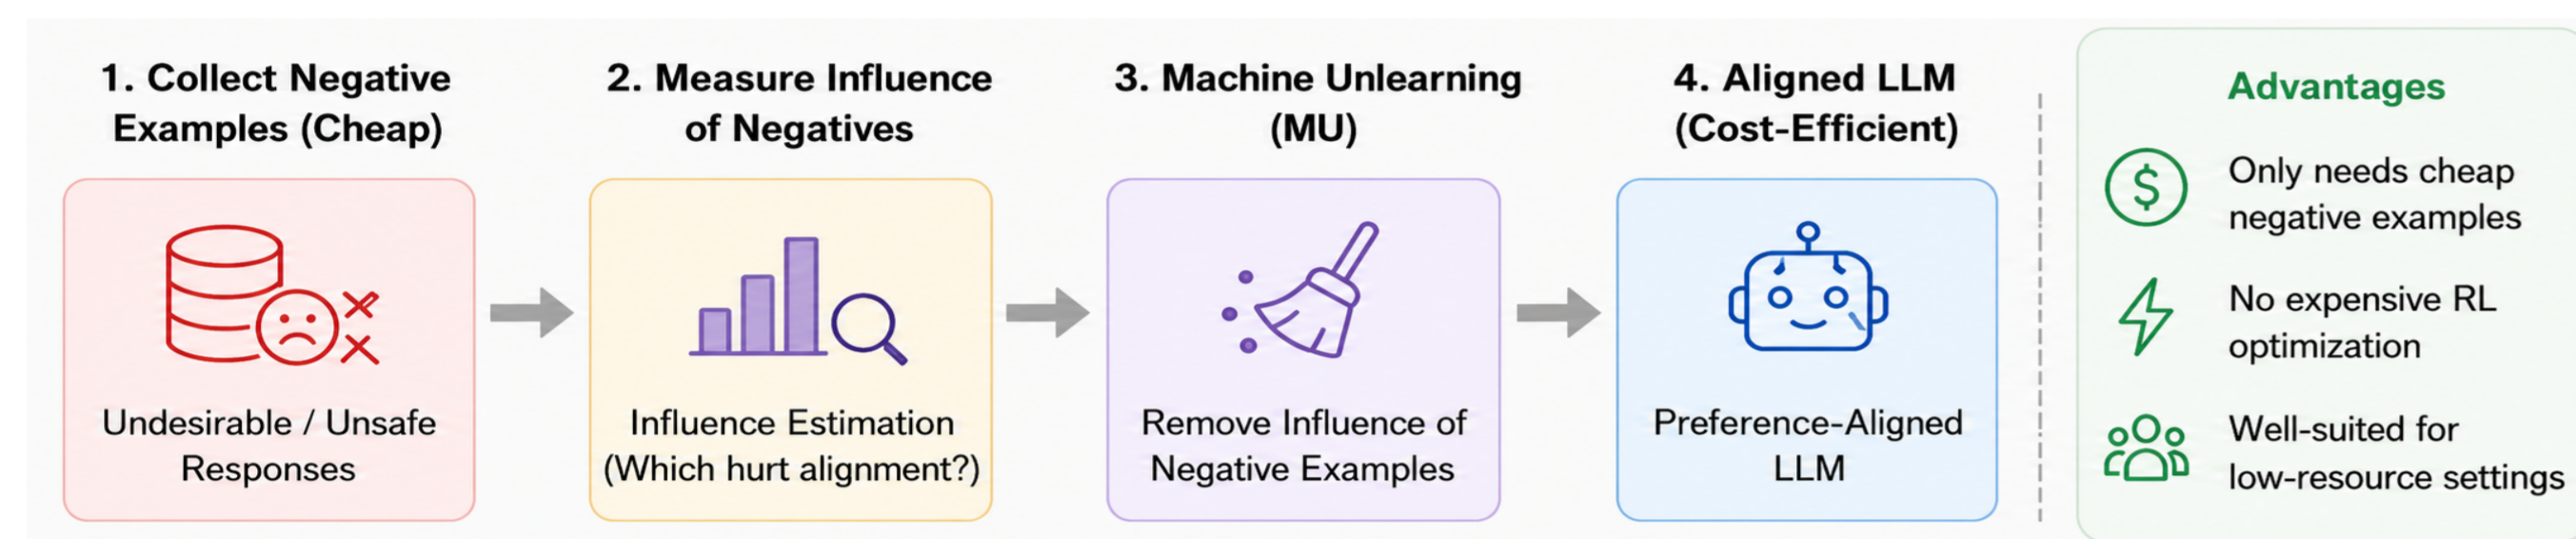 1. Collect Negative
Examples (Cheap)
Undesirable / Unsafe
Responses
2. Measure Influence
of Negatives
Influence Estimation
(Which hurt alignment?)
3. Machine Unlearning
(MU)
Remove Influence of
Negative Examples
4. Aligned LLM
(Cost-Efficient)
Preference-Aligned
LLM
Advantages
$
Only needs cheap
negative examples
No expensive RL
optimization
Well-suited for
low-resource settings